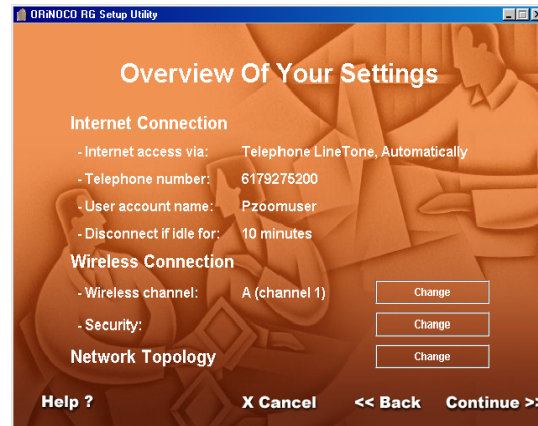 ORiNOCO RG Setup Utility
Overview Of Your Settings
Internet Connection
- Internet access via: Telephone LineTone, Automatically
- Telephone number: 6179275200
- User account name: Pzoomuser
- Disconnect if idle for: 10 minutes
Wireless Connection
- Wireless channel: A (channel 1) Change
- Security: Change
Network Topology Change
Help ? X Cancel << Back Continue >>